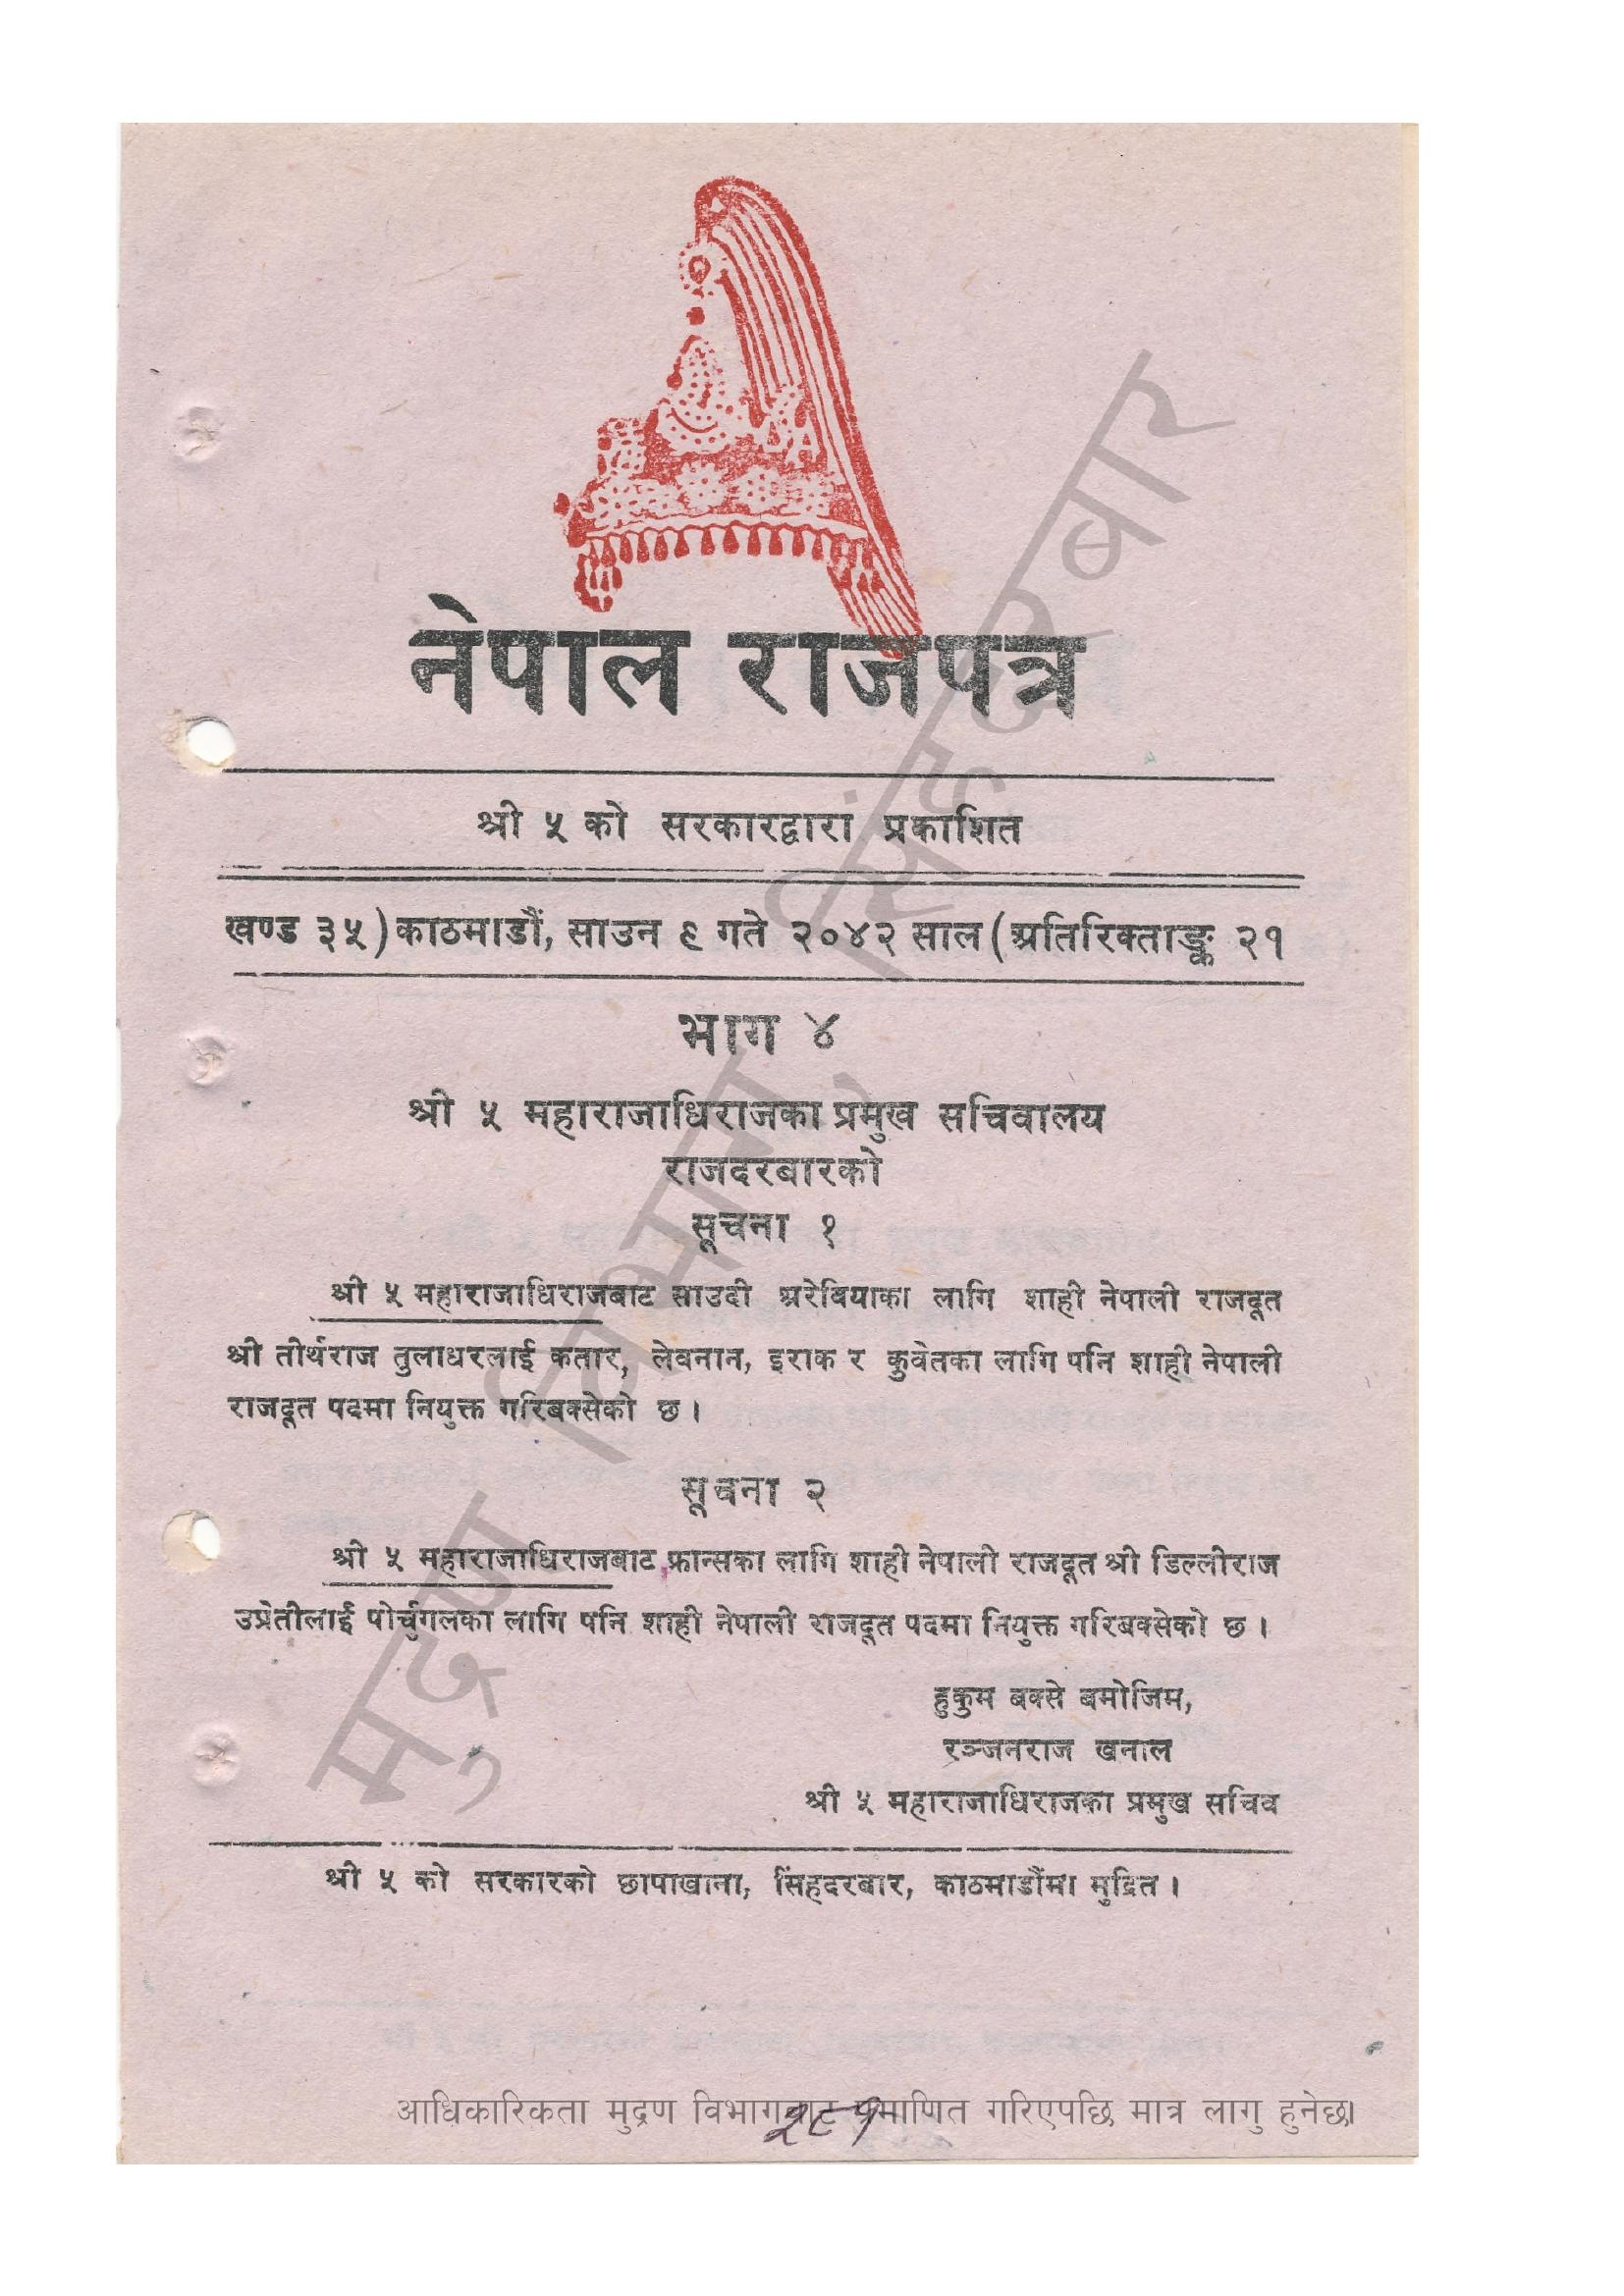 नेपाल राजपत्र
श्री ५ को सरकारद्वारा प्रकाशित
खण्ड ३५) काठमाडौं, साउन ९ गते २०४२ साल (अतिरिक्ताङ्क २१
भाग ४
श्री ५ महाराजाधिराजका प्रमुख सचिवालय
राजदरबारको
सूचना १
श्री ५ महाराजाधिराजबाट साउदी अरेबियाका लागि शाही नेपाली राजदूत
श्री तीर्थराज तुलाधरलाई कतार, लेबनान, इराक र कुवेतका लागि पनि शाही नेपाली
राजदूत पदमा नियुक्त गरिबक्सेको छ ।
सूचना २
श्री ५ महाराजाधिराजबाट फ्रान्सका लागि शाही नेपाली राजदूत श्री डिल्लीराज
उप्रेतीलाई पोर्चुगलका लागि पनि शाही नेपाली राजदूत पदमा नियुक्त गरिबक्सेको छ ।
हुकुम बक्से बमोजिम,
रञ्जनराज खनाल
श्री ५ महाराजाधिराजका प्रमुख सचिव
श्री ५ को सरकारको छापाखाना, सिंहदरबार, काठमाडौंमा मुद्रित ।
आधिकारिकता मुद्रण विभागबाट प्रमाणित गरिएपछि मात्र लागु हुनेछ।
२८१
मुद्रण विभाग, सिंहदरबार